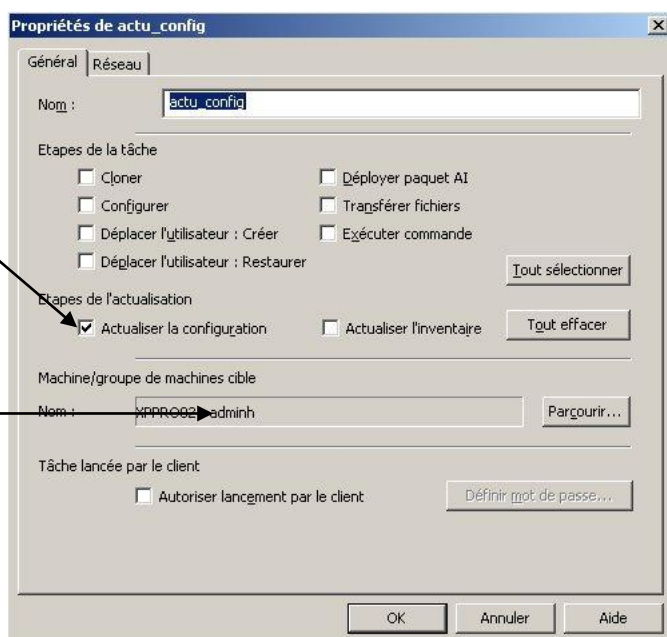 Propriétés de actu_config
Général Réseau
Nom : actu_config
Etapes de la tâche
Cloner Déployer paquet AI
Configurer Transférer fichiers
Déplacer l'utilisateur : Créer Exécuter commande
Déplacer l'utilisateur : Restaurer
Tout sélectionner
Etapes de l'actualisation
Actualiser la configuration Actualiser l'inventaire Tout effacer
Machine/groupe de machines cible
Nom : adminh Parcourir...
Tâche lancée par le client
Autoriser lancement par le client Définir mot de passe...
OK Annuler Aide